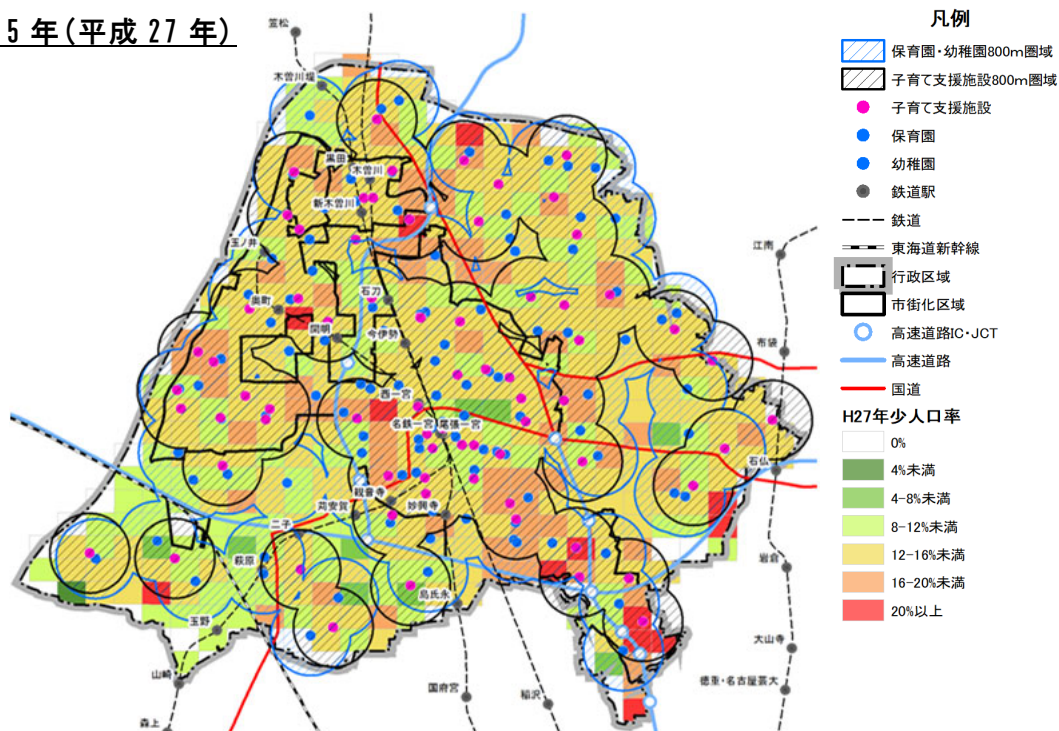 5 年(平成 27 年)
凡例
保育園・幼稚園800m圏域
子育て支援施設800m圏域
子育て支援施設
保育園
幼稚園
鉄道駅
鉄道
東海道新幹線
行政区域
市街化区域
高速道路IC・JCT
高速道路
国道
H27年少人口率
0%
4%未満
4-8%未満
8-12%未満
12-16%未満
16-20%未満
20%以上
笠松
木曽川堤
黒田
木曽川
新木曽川
玉ノ井
江南
石刀
奥町
開明
今伊勢
布袋
西一宮
名鉄一宮
尾張一宮
石仏
観音寺
苅安賀
妙興寺
二子
萩原
岩倉
島氏永
玉野
大山寺
山崎
国府宮
稲沢
徳重・名古屋芸大
森上